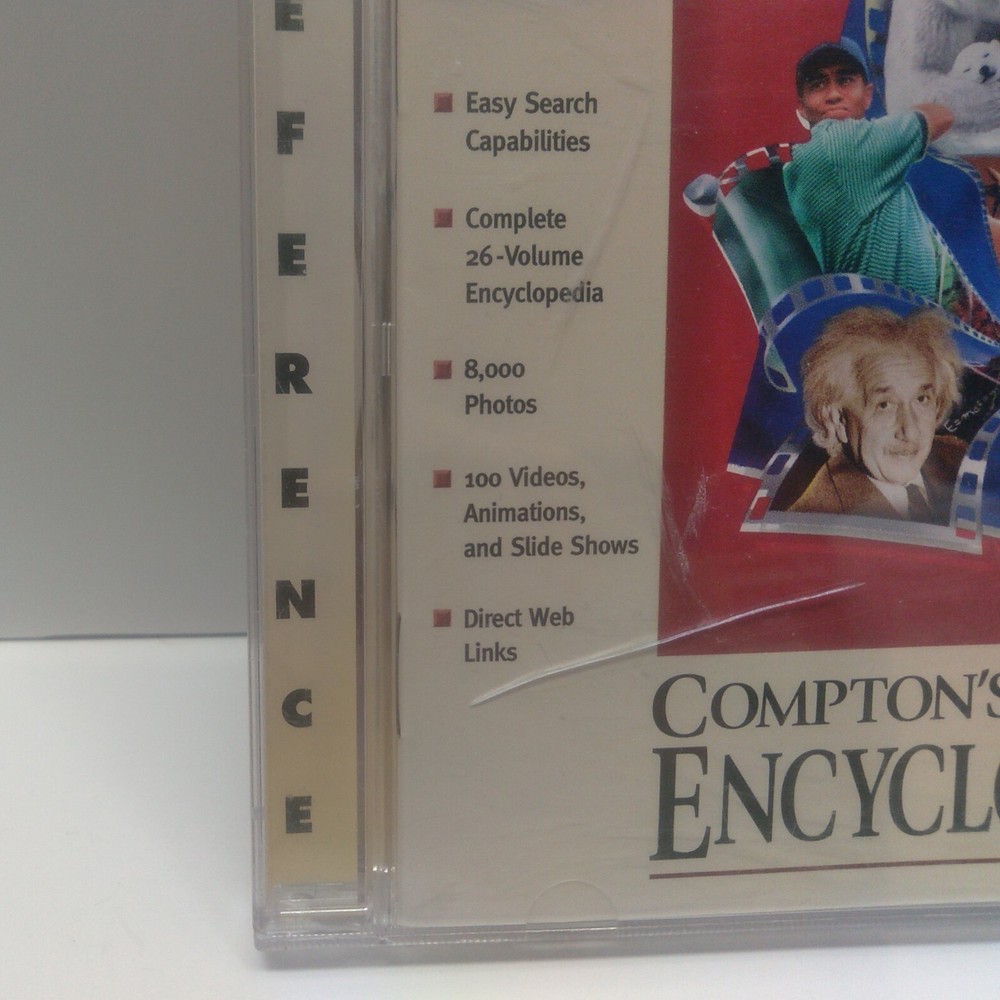 E
F
E
R
E
N
C
E
Easy Search
Capabilities
Complete
26-Volume
Encyclopedia
8,000
Photos
100 Videos,
Animations,
and Slide Shows
Direct Web
Links
COMPTON'S
ENCYCLO